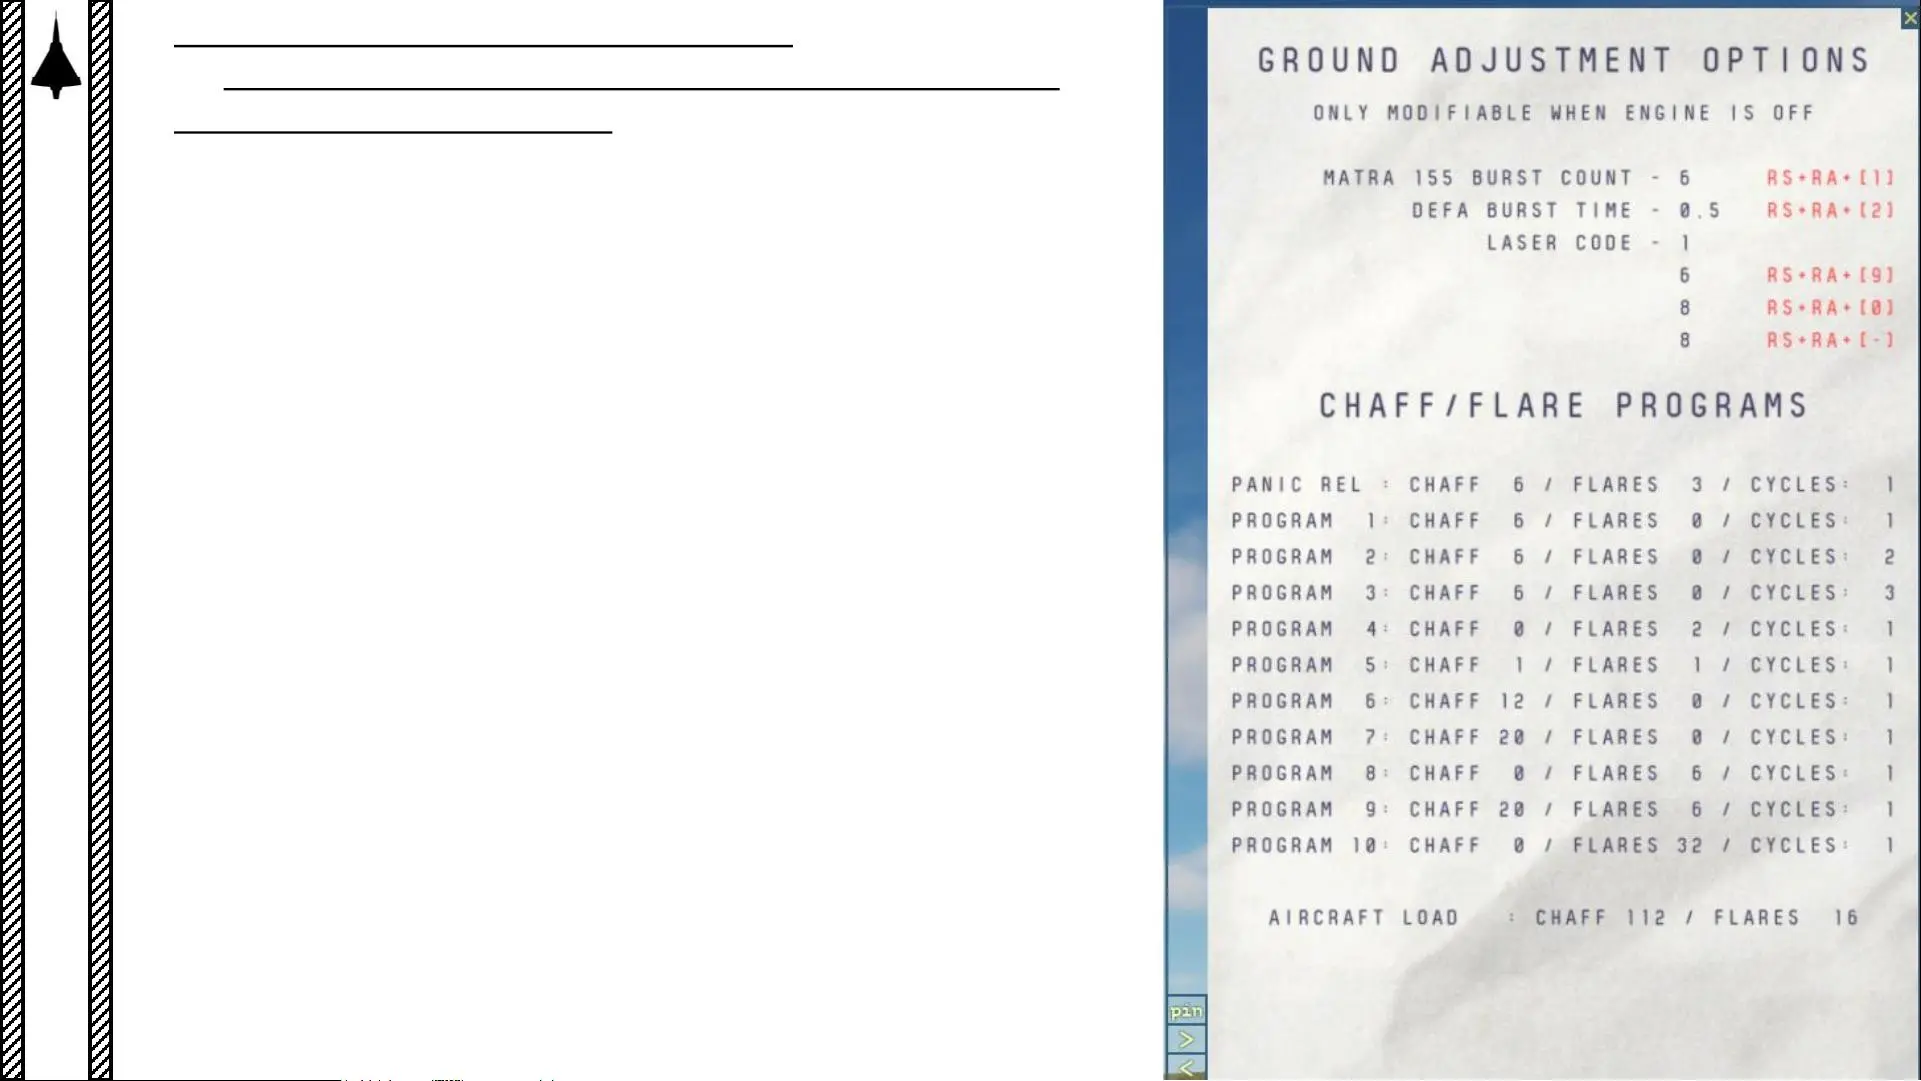 GROUND ADJUSTMENT OPTIONS
ONLY MODIFIABLE WHEN ENGINE IS OFF
MATRA 155 BURST COUNT - 6 RS+RA+[1]
DEFA BURST TIME - 0.5 RS+RA+[2]
LASER CODE - 1
6 RS+RA+[9]
8 RS+RA+[0]
8 RS+RA+[-]
CHAFF/FLARE PROGRAMS
PANIC REL : CHAFF 6 / FLARES 3 / CYCLES: 1
PROGRAM 1: CHAFF 6 / FLARES 0 / CYCLES: 1
PROGRAM 2: CHAFF 6 / FLARES 0 / CYCLES: 2
PROGRAM 3: CHAFF 6 / FLARES 0 / CYCLES: 3
PROGRAM 4: CHAFF 0 / FLARES 2 / CYCLES: 1
PROGRAM 5: CHAFF 1 / FLARES 1 / CYCLES: 1
PROGRAM 6: CHAFF 12 / FLARES 0 / CYCLES: 1
PROGRAM 7: CHAFF 20 / FLARES 0 / CYCLES: 1
PROGRAM 8: CHAFF 0 / FLARES 6 / CYCLES: 1
PROGRAM 9: CHAFF 20 / FLARES 6 / CYCLES: 1
PROGRAM 10: CHAFF 0 / FLARES 32 / CYCLES: 1
AIRCRAFT LOAD : CHAFF 112 / FLARES 16
pin
>
<